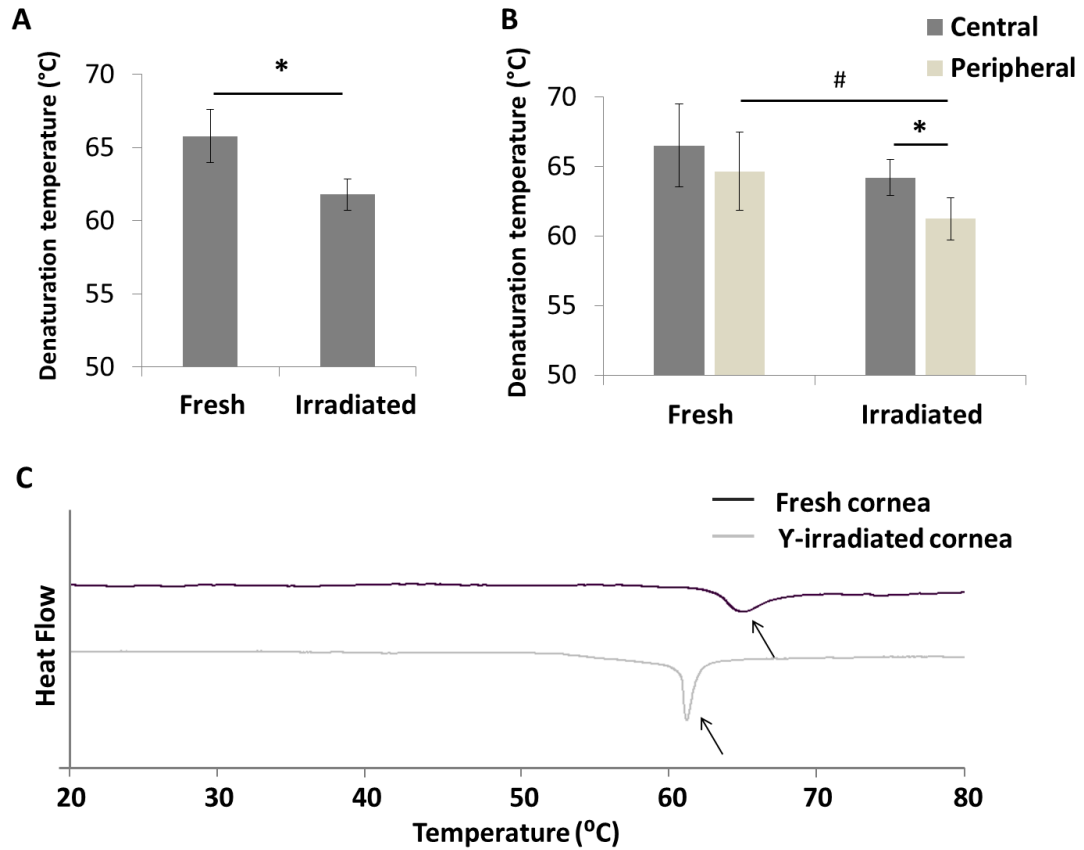 A
Denaturation temperature (°C)
70
65
60
55
50
*
Fresh Irradiated
B
Central
Peripheral
Denaturation temperature (°C)
70
65
60
55
50
#
*
Fresh Irradiated
C
Fresh cornea
Y-irradiated cornea
Heat Flow
20 30 40 50 60 70 80
Temperature (⁰C)